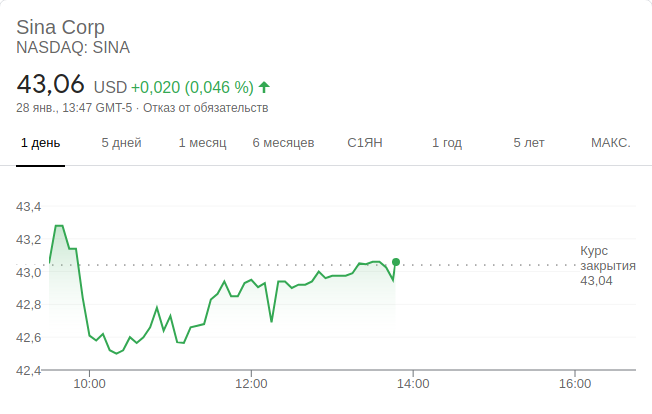 Sina Corp
NASDAQ: SINA
43,06 USD +0,020 (0,046 %)
28 янв., 13:47 GMT-5 · Отказ от обязательств
1 день 5 дней 1 месяц 6 месяцев С1ЯН 1 год 5 лет МАКС.
43,4
43,2
43,0
42,8
42,6
42,4
Курс
закрытия
43,04
10:00 12:00 14:00 16:00